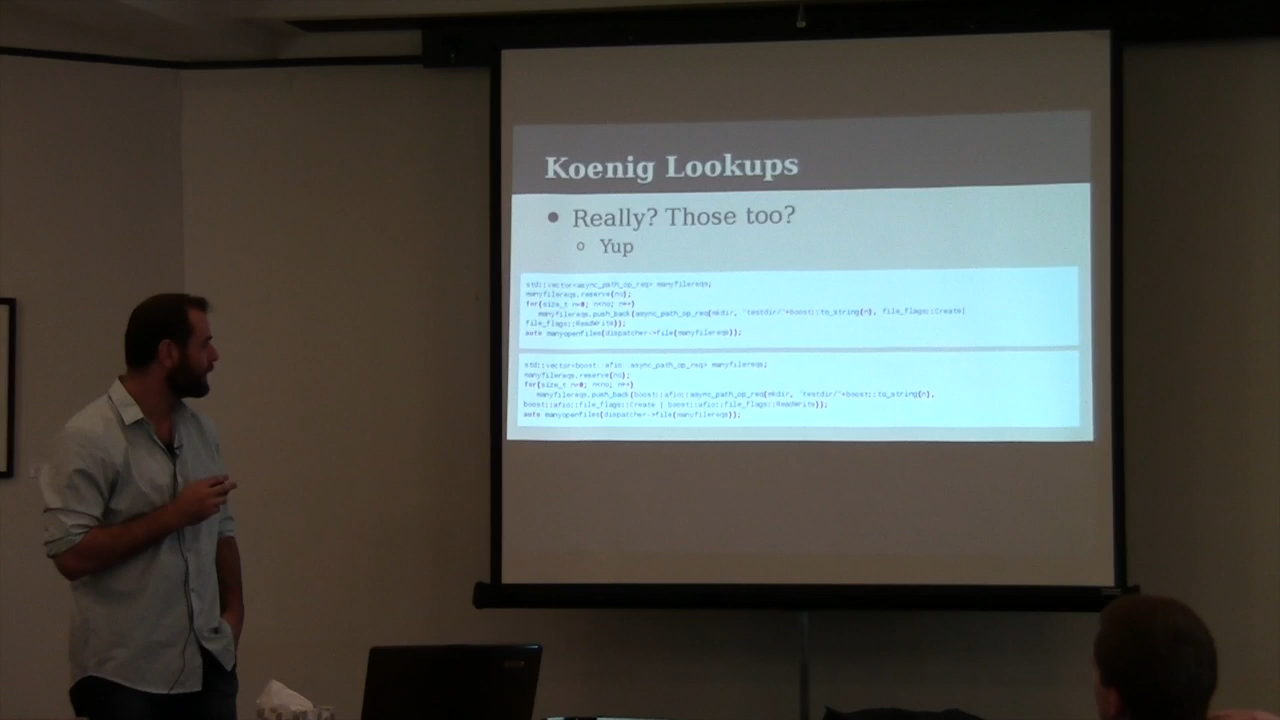 Koenig Lookups
Really? Those too?
Yup
std::vector<async_path_op_req> manyfilereqs;
manyfilereqs.reserve(no);
for(size_t n=0; n<no; n++)
manyfilereqs.push_back(async_path_op_req(mkdir, "testdir/"+boost::to_string(n), file_flags::Create|
file_flags::ReadWrite));
auto manyopenfiles(dispatcher->file(manyfilereqs));
std::vector<boost::afio::async_path_op_req> manyfilereqs;
manyfilereqs.reserve(no);
for(size_t n=0; n<no; n++)
manyfilereqs.push_back(boost::afio::async_path_op_req(mkdir, "testdir/"+boost::to_string(n),
boost::afio::file_flags::Create | boost::afio::file_flags::ReadWrite));
auto manyopenfiles(dispatcher->file(manyfilereqs));